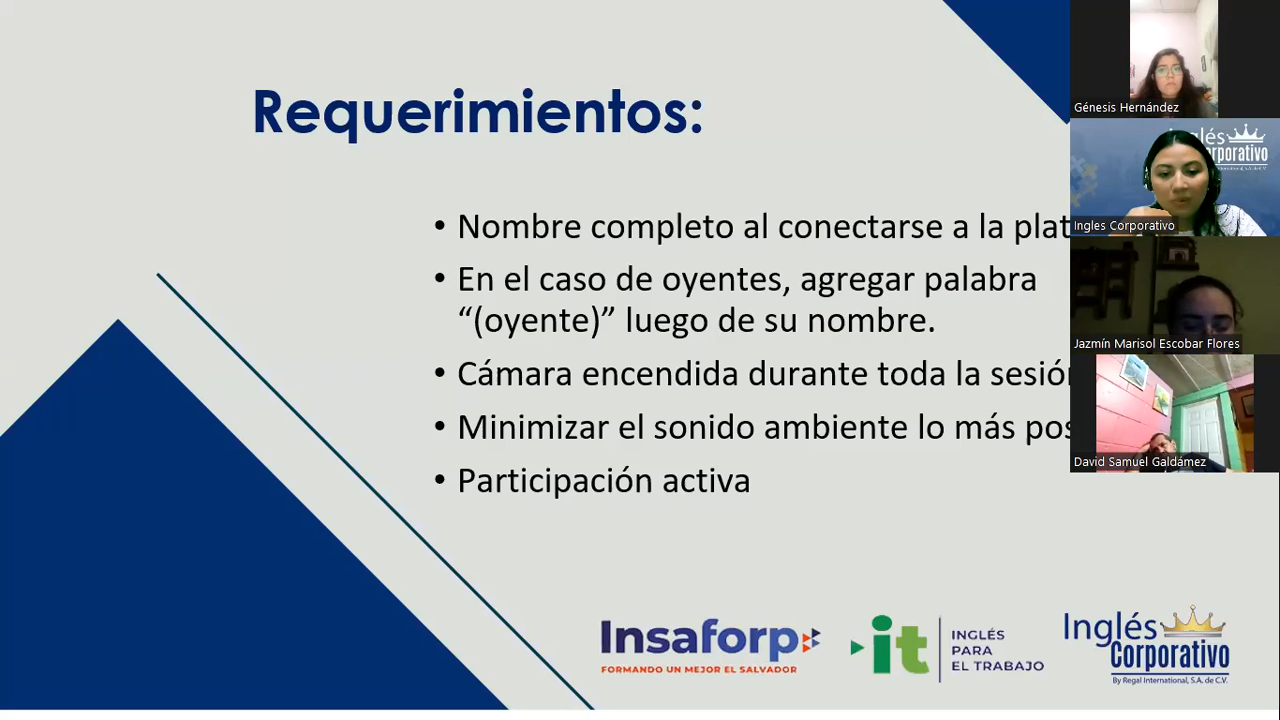 Requerimientos:
• Nombre completo al conectarse a la plat
• En el caso de oyentes, agregar palabra
“(oyente)” luego de su nombre.
• Cámara encendida durante toda la sesión
• Minimizar el sonido ambiente lo más pos
• Participación activa
Génesis Hernández
Inglés
Corporativo
Ingles Corporativo
Jazmín Marisol Escobar Flores
David Samuel Galdámez
Insaforp
FORMANDO UN MEJOR EL SALVADOR
it
INGLÉS
PARA
EL TRABAJO
Inglés
Corporativo
By Regal International, S.A. de C.V.